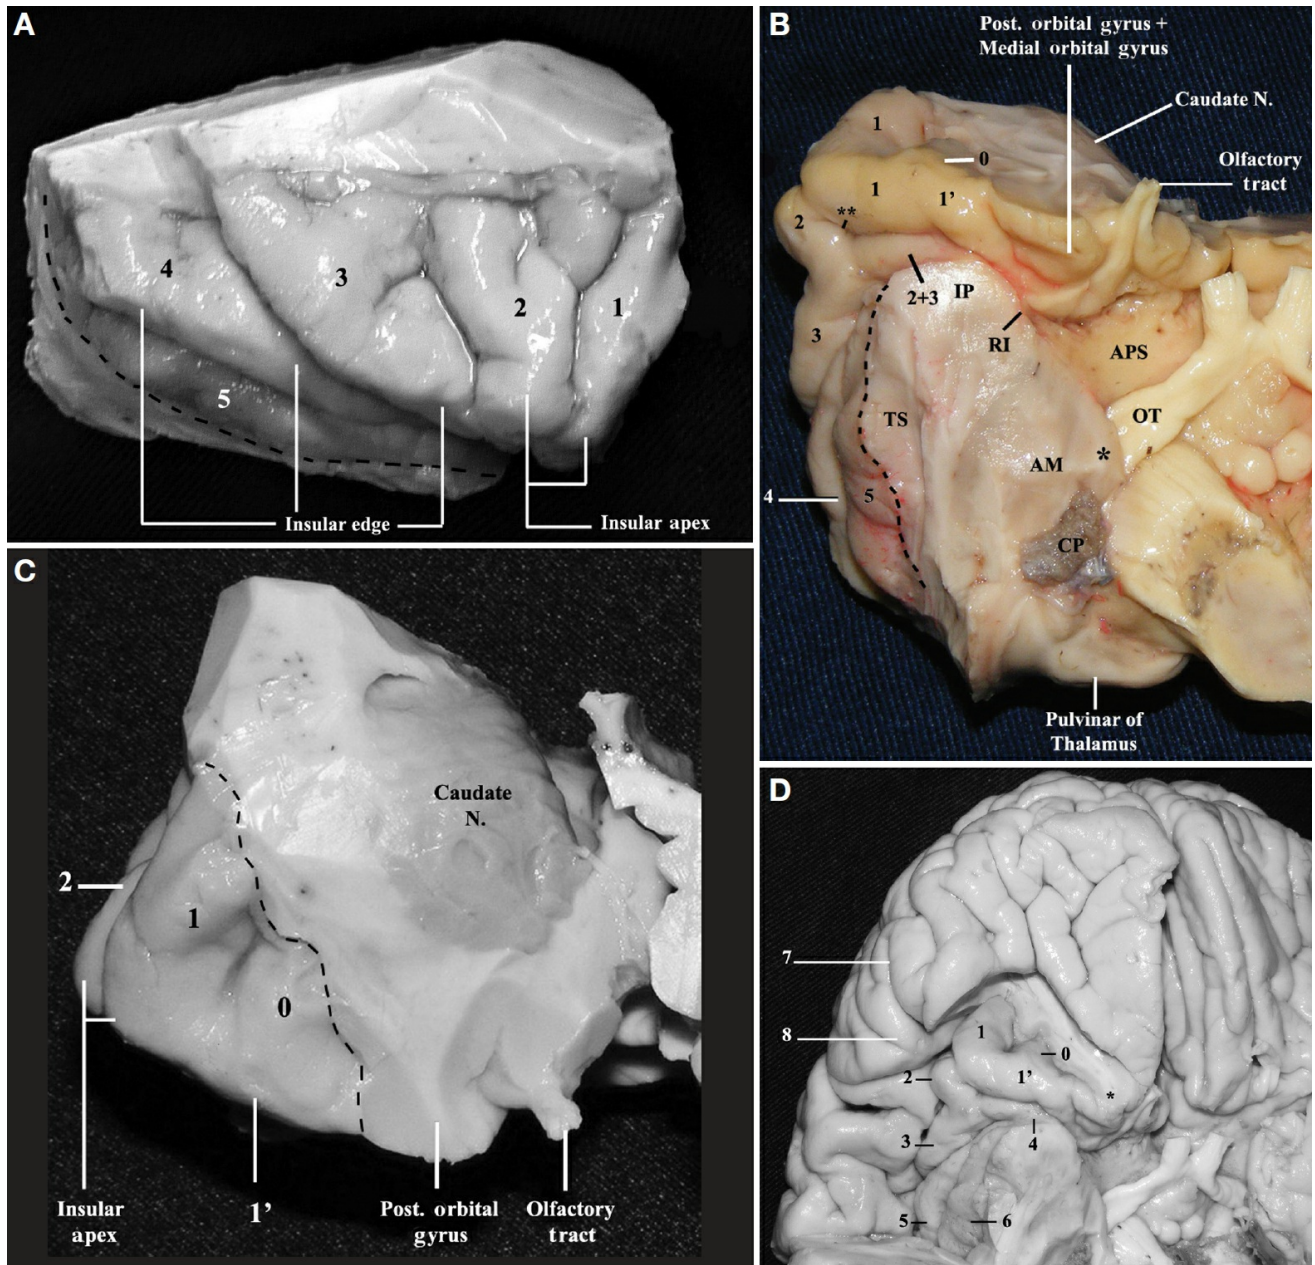 A
4
3
2
1
5
Insular edge
Insular apex
B
Post. orbital gyrus +
Medial orbital gyrus
Caudate N.
Olfactory
tract
1
0
1
1’
2
**
2+3
IP
3
RI
APS
TS
OT
AM
*
4
5
CP
Pulvinar of
Thalamus
C
Caudate
N.
2
1
0
Insular
apex
1’
Post. orbital
gyrus
Olfactory
tract
D
7
8
1
0
2
1’
*
3
4
5
6